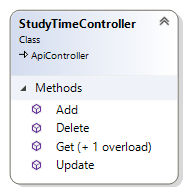 StudyTimeController
Class
ApiController
Methods
Add
Delete
Get (+ 1 overload)
Update